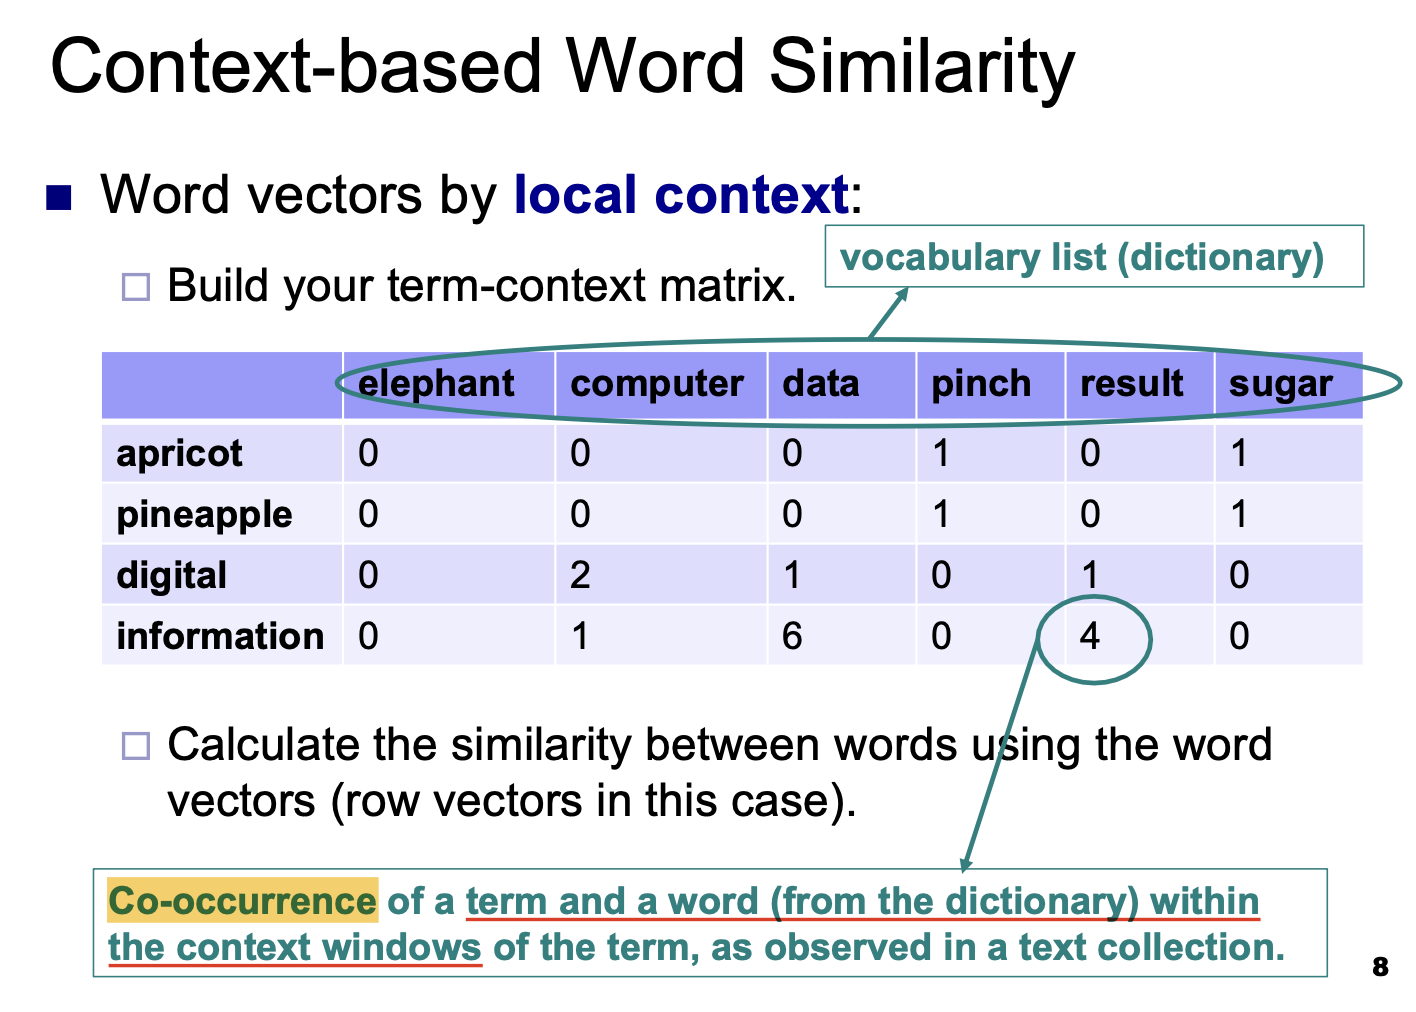 Context-based Word Similarity
Word vectors by local context:
vocabulary list (dictionary)
Build your term-context matrix.
elephant computer data pinch result sugar
apricot 0 0 0 1 0 1
pineapple 0 0 0 1 0 1
digital 0 2 1 0 1 0
information 0 1 6 0 4 0
Calculate the similarity between words using the word
vectors (row vectors in this case).
Co-occurrence of a term and a word (from the dictionary) within
the context windows of the term, as observed in a text collection.
8